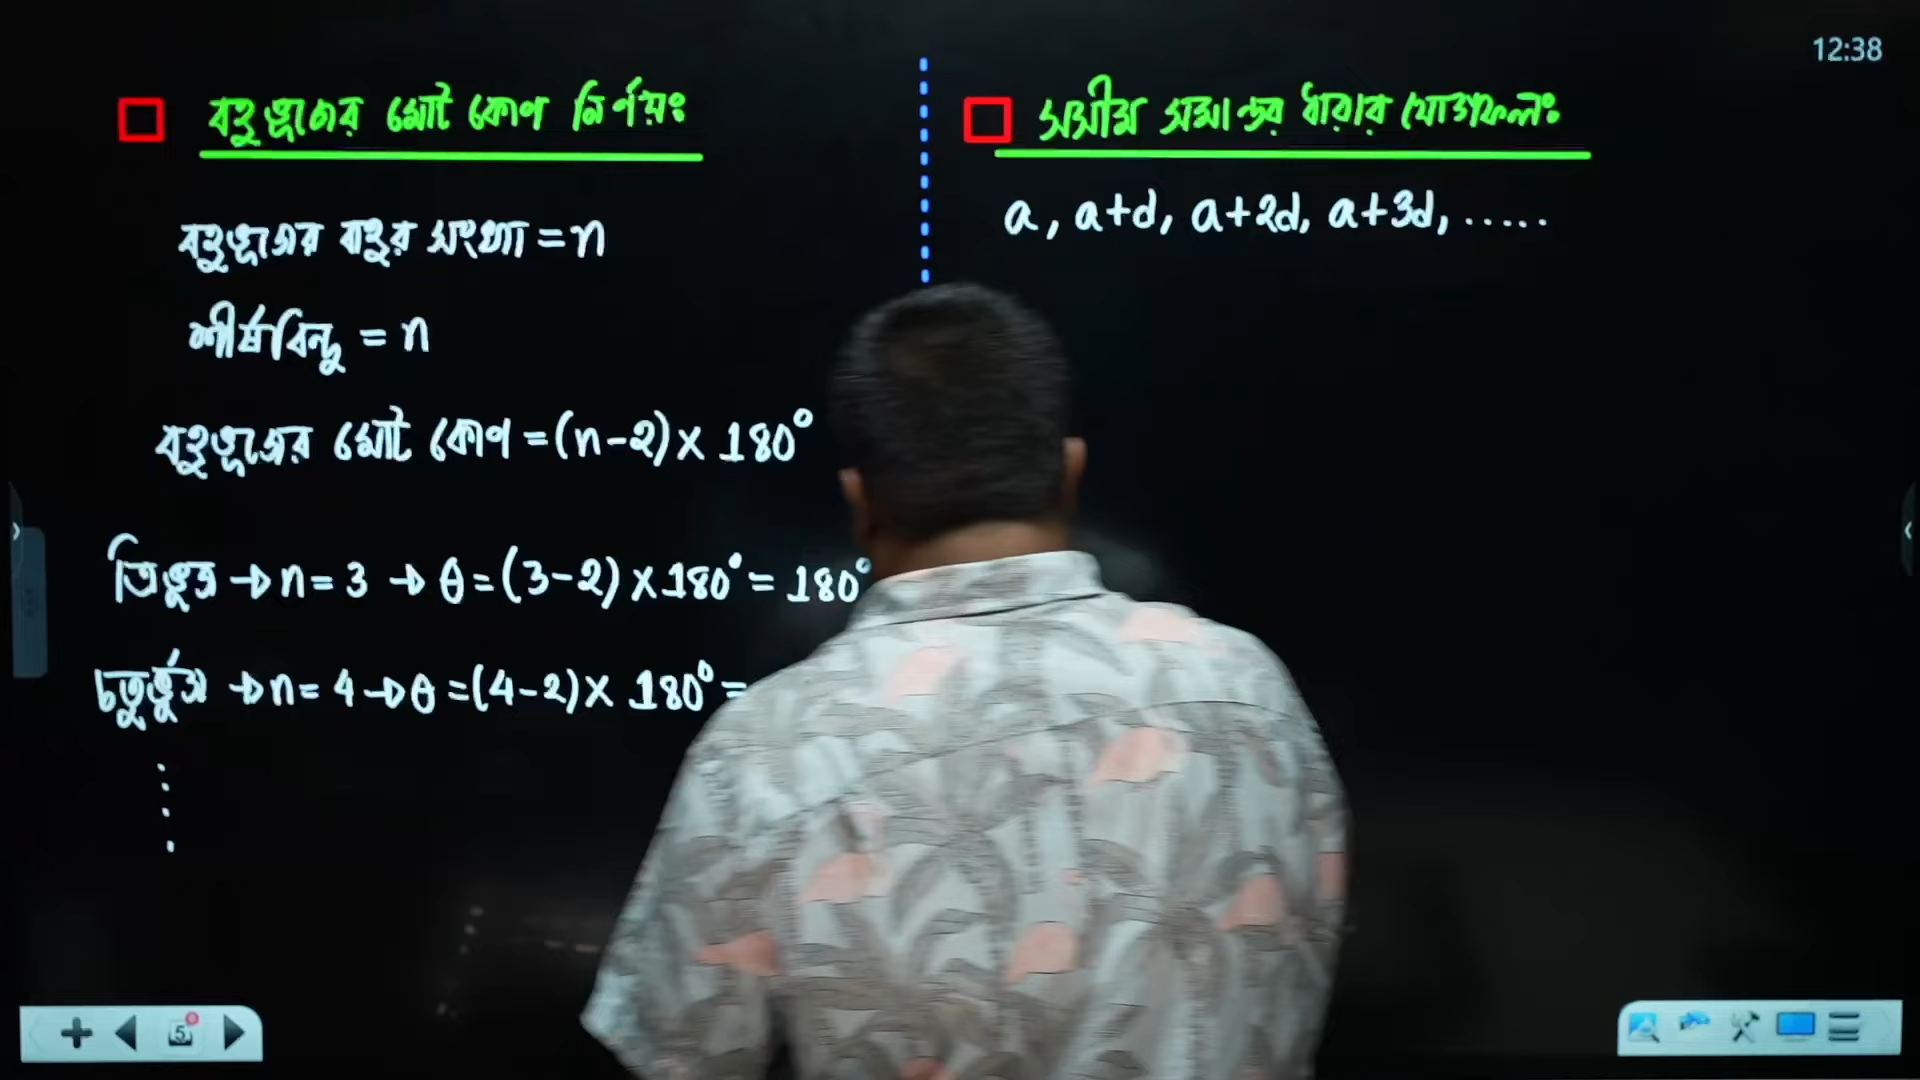 12:38
বহুভুজের মোট কোণ নির্ণয়ঃ
বহুভুজের বাহুর সংখ্যা = n
শীর্ষবিন্দু = n
বহুভুজের মোট কোণ = (n-2) × 180°
ত্রিভুজ → n = 3 → θ = (3-2) × 180° = 180°
চতুর্ভুজ → n = 4 → θ = (4-2) × 180° =
সসীম সমান্তর ধারার যোগফলঃ
a, a+d, a+2d, a+3d, .....
5